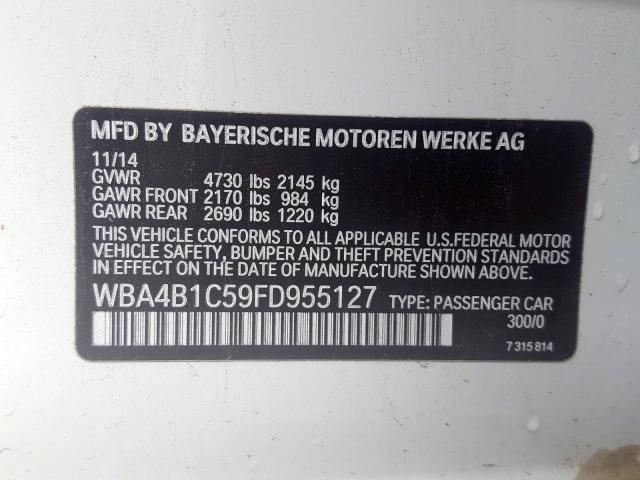 MFD BY BAYERISCHE MOTOREN WERKE AG
11/14
GVWR 4730 lbs 2145 kg
GAWR FRONT 2170 lbs 984 kg
GAWR REAR 2690 lbs 1220 kg
THIS VEHICLE CONFORMS TO ALL APPLICABLE U.S.FEDERAL MOTOR
VEHICLE SAFETY, BUMPER AND THEFT PREVENTION STANDARDS
IN EFFECT ON THE DATE OF MANUFACTURE SHOWN ABOVE.
WBA4B1C59FD955127 TYPE: PASSENGER CAR
300/0
7 315 814